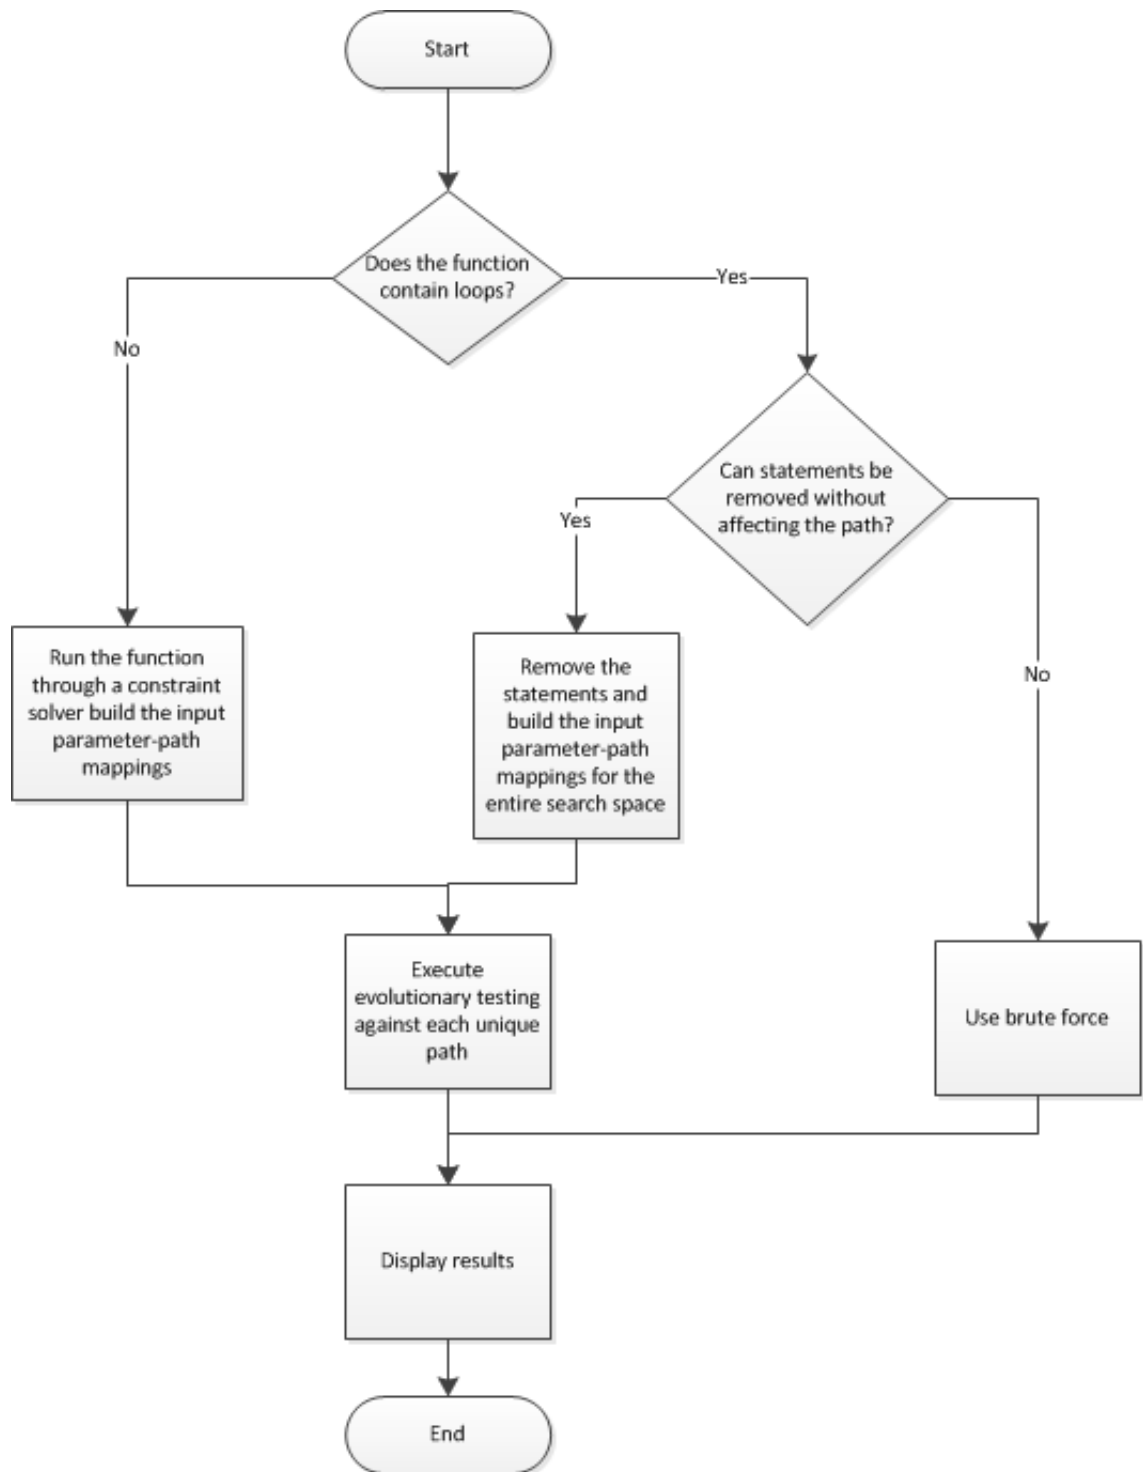 Start
Does the function
contain loops?
Yes
No
Can statements be
removed without
affecting the path?
Yes
No
Run the function
through a constraint
solver build the input
parameter-path
mappings
Remove the
statements and
build the input
parameter-path
mappings for the
entire search space
Execute
evolutionary testing
against each unique
path
Use brute force
Display results
End